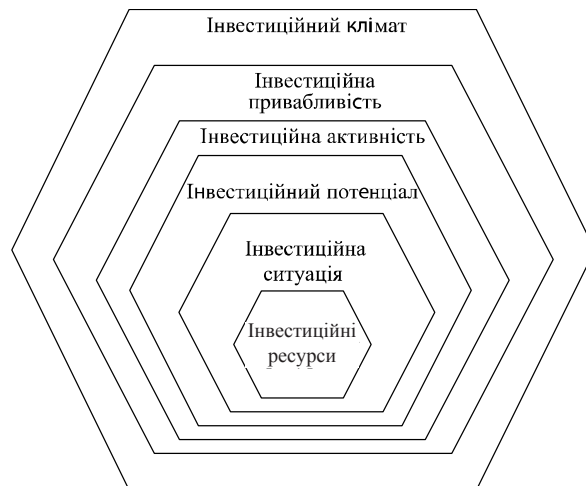 Інвестиційний клімат
Інвестиційна
привабливість
Інвестиційна активність
Інвестиційний потенціал
Інвестиційна
ситуація
Інвестиційні
ресурси